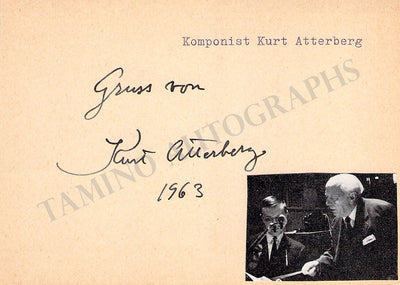 Komponist Kurt Atterberg
Gruss von
Kurt Atterberg
1963
TAMINO AUTOGRAPHS